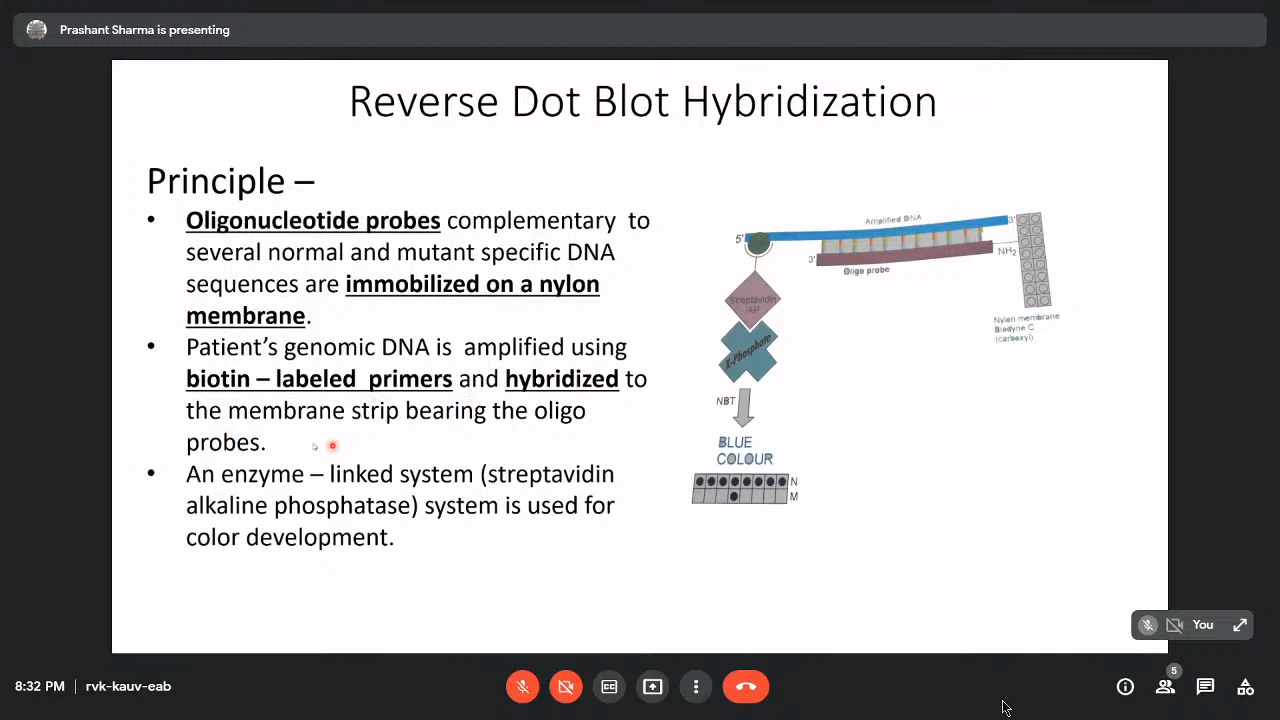 Prashant Sharma is presenting
Reverse Dot Blot Hybridization
Principle –
• Oligonucleotide probes complementary to
several normal and mutant specific DNA
sequences are immobilized on a nylon
membrane.
• Patient’s genomic DNA is amplified using
biotin – labeled primers and hybridized to
the membrane strip bearing the oligo
probes.
• An enzyme – linked system (streptavidin
alkaline phosphatase) system is used for
color development.
Amplified DNA
5'
3'
3'
NH2
Oligo probe
Streptavidin
/AP
X-Phosphate
Nylen membrane
Biodyne C
(carboxyl)
NBT
BLUE
COLOUR
N
M
You
8:32 PM | rvk-kauv-eab
5